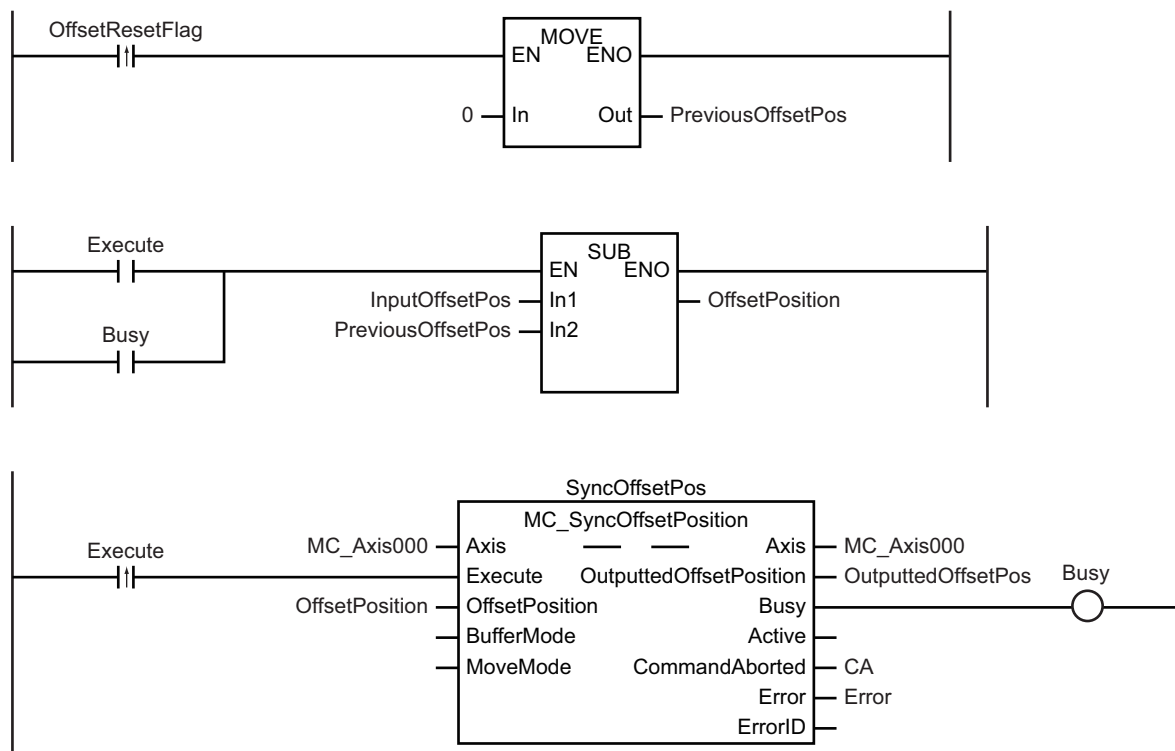 OffsetResetFlag
MOVE
EN ENO
0 In Out PreviousOffsetPos
Execute
SUB
EN ENO
InputOffsetPos In1 OffsetPosition
PreviousOffsetPos In2
Busy
SyncOffsetPos
MC_SyncOffsetPosition
MC_Axis000 Axis Axis MC_Axis000
Execute
Execute OutputtedOffsetPosition OutputtedOffsetPos Busy
OffsetPosition OffsetPosition Busy
BufferMode Active
MoveMode CommandAborted CA
Error Error
ErrorID